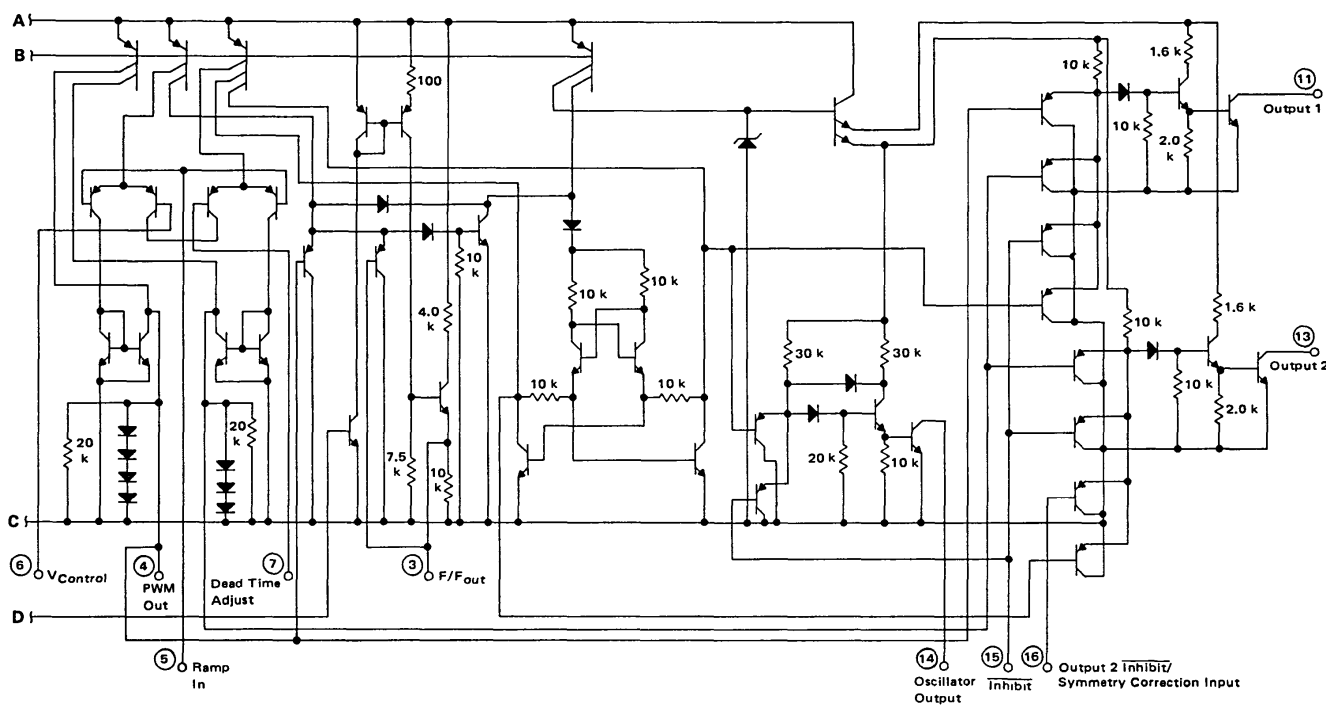 A
B
100
10 k
1.6 k
11
Output 1
10 k
2.0
k
10
k
10 k
10 k
4.0
k
1.6 k
10 k
13
Output 2
30 k
30 k
10 k
2.0 k
10 k
10 k
20
k
20
k
7.5
k
10
k
20 k
10 k
C
6
VControl
4
PWM
Out
7
Dead Time
Adjust
3
F/Fout
D
5
Ramp
In
14
Oscillator
Output
15
Inhibit
16
Output 2 Inhibit/
Symmetry Correction Input